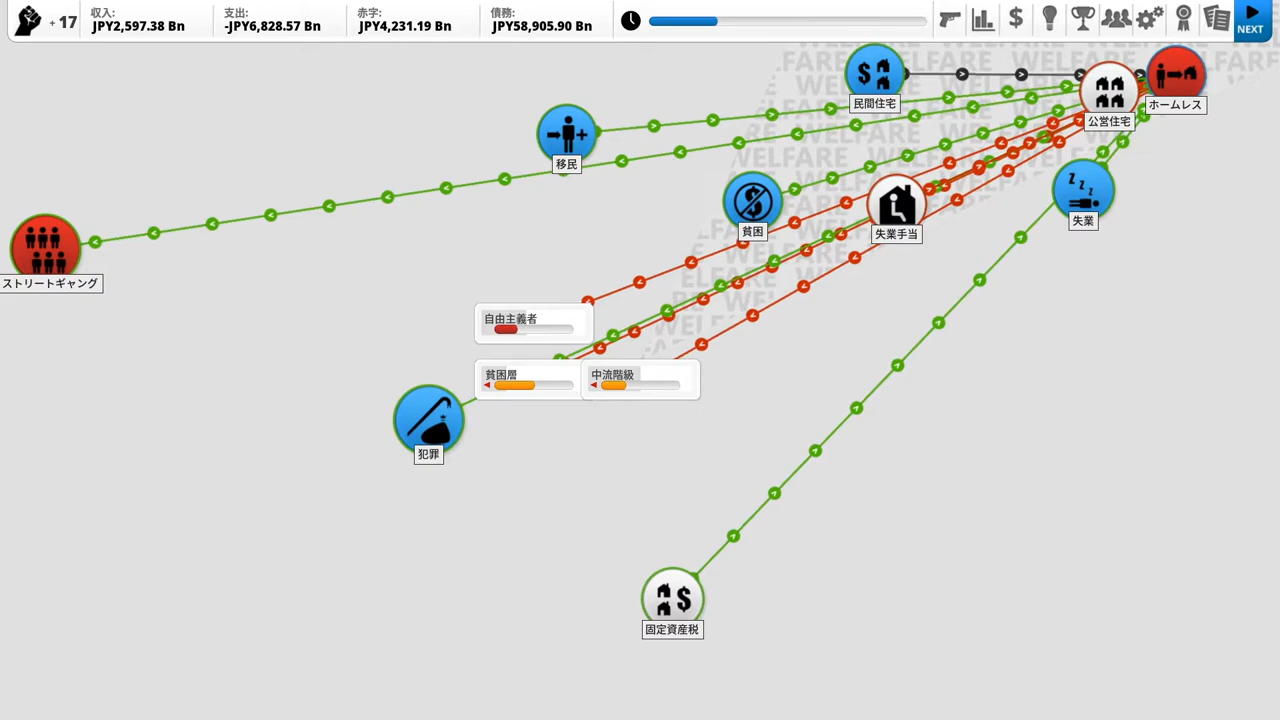 + 17
収入:
JPY2,597.38 Bn
支出:
-JPY6,828.57 Bn
赤字:
JPY4,231.19 Bn
債務:
JPY58,905.90 Bn
NEXT
民間住宅
公営住宅
ホームレス
移民
貧困
失業手当
失業
ストリートギャング
自由主義者
貧困層
中流階級
犯罪
固定資産税
WELFARE